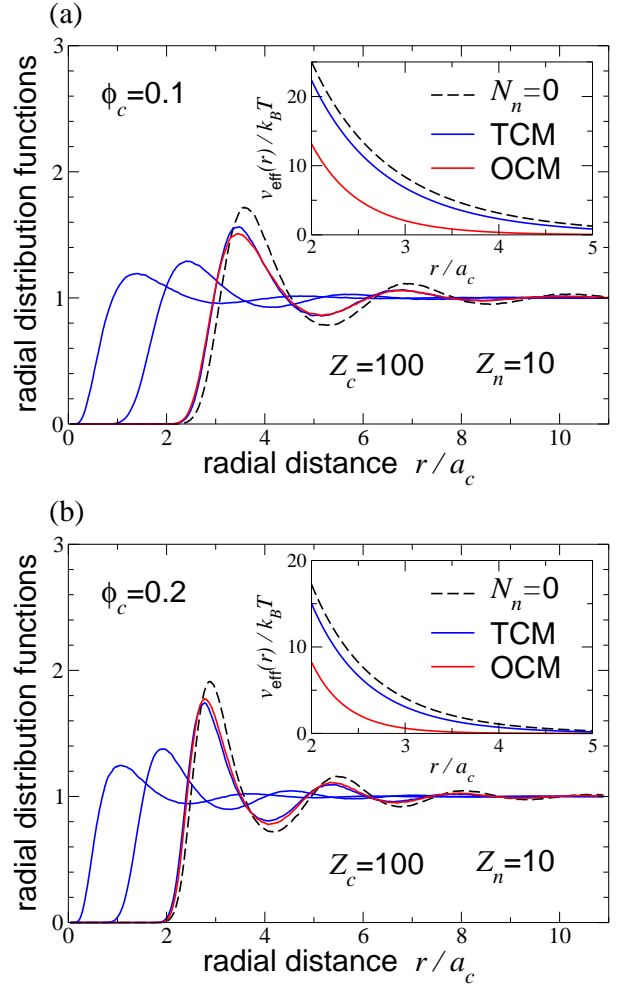 (a)
radial distribution functions
3
2
1
0
ϕc=0.1
veff(r) / kBT
20
10
0
Nn=0
TCM
OCM
2 3 4 5
r / ac
Zc=100 Zn=10
0 2 4 6 8 10
radial distance r / ac
(b)
radial distribution functions
3
2
1
0
ϕc=0.2
veff(r) / kBT
20
10
0
Nn=0
TCM
OCM
2 3 4 5
r / ac
Zc=100 Zn=10
0 2 4 6 8 10
radial distance r / ac